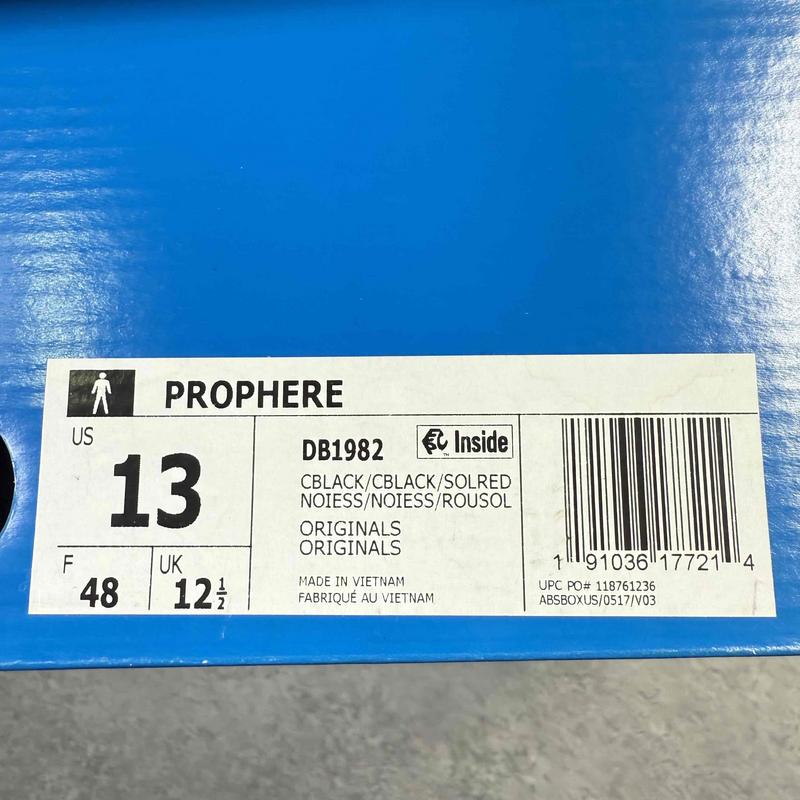 PROPHERE
US
13
F
48
UK
12 1/2
DB1982
Inside
™
CBLACK/CBLACK/SOLRED
NOIESS/NOIESS/ROUSOL
ORIGINALS
ORIGINALS
MADE IN VIETNAM
FABRIQUÉ AU VIETNAM
1 91036 17721 4
UPC PO# 118761236
ABSBOXUS/0517/V03